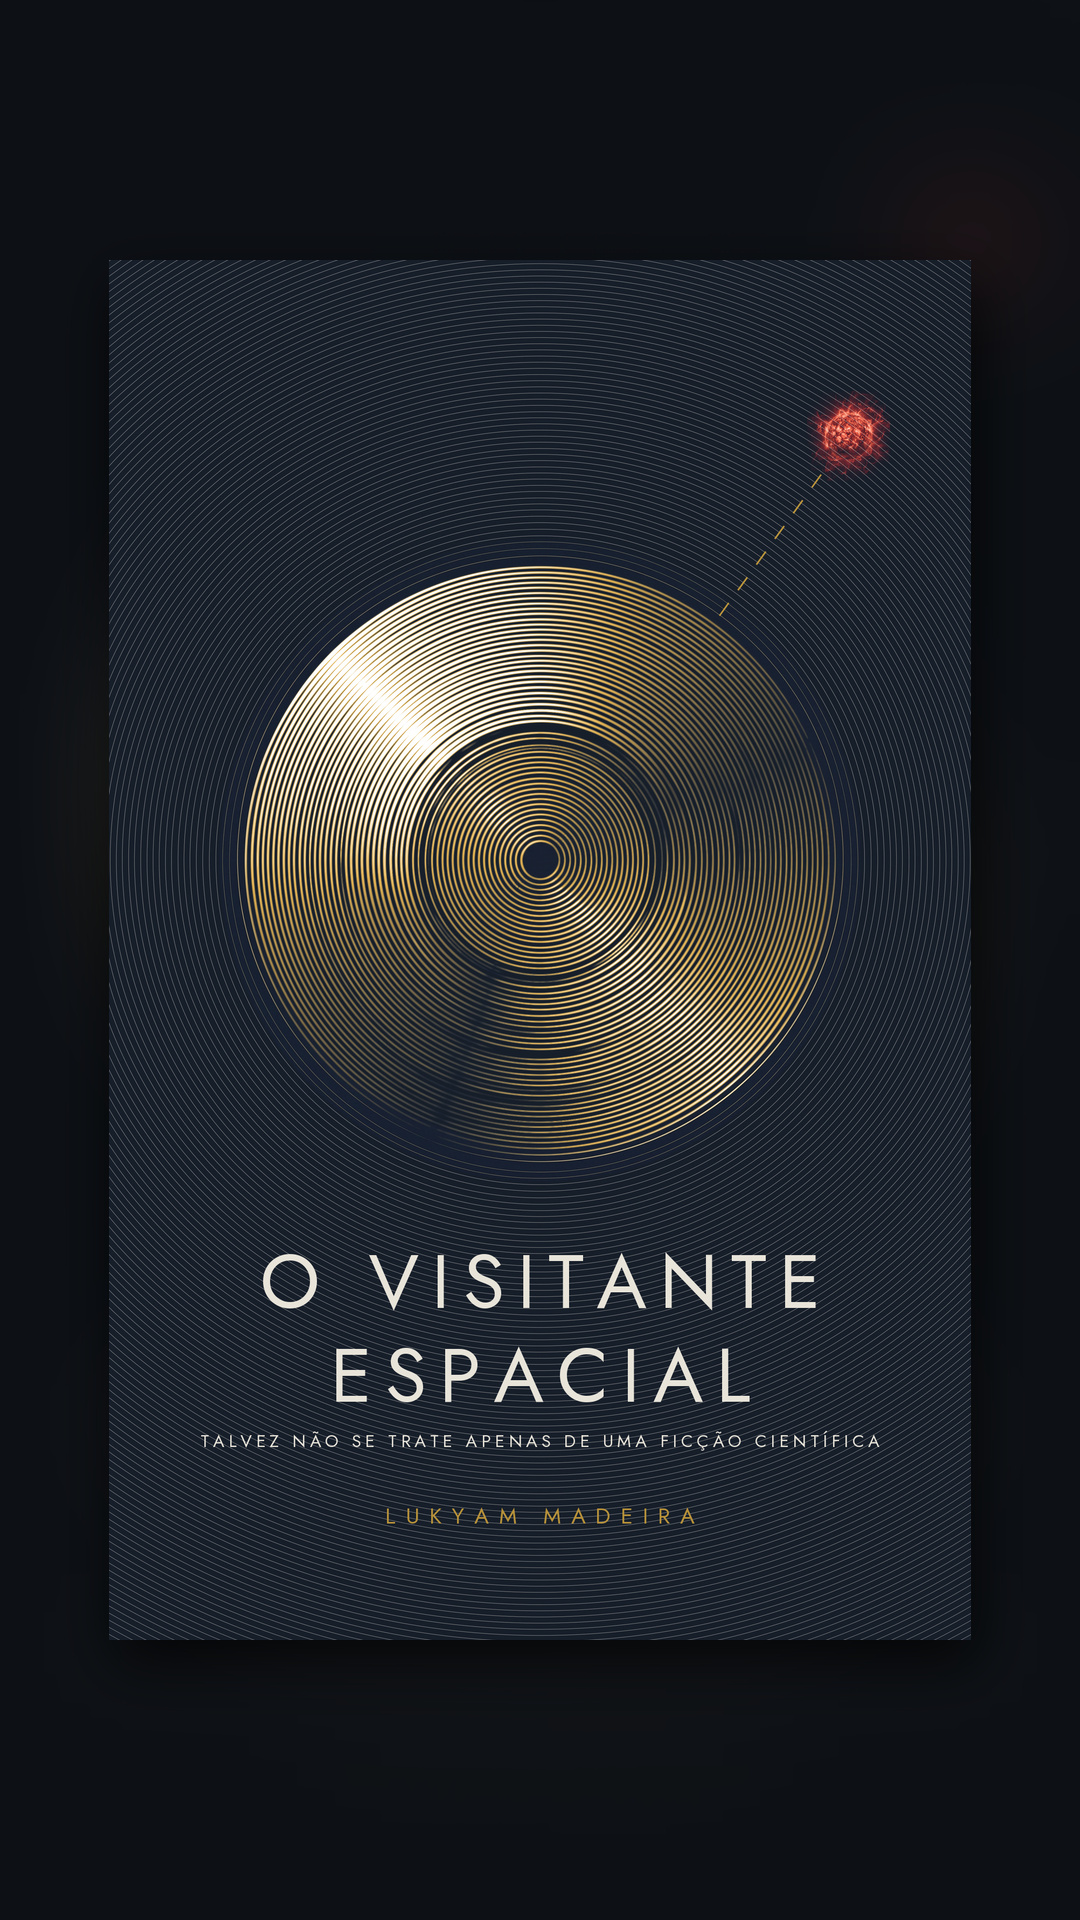 O VISITANTE
ESPACIAL
TALVEZ NÃO SE TRATE APENAS DE UMA FICÇÃO CIENTÍFICA
LUKYAM MADEIRA